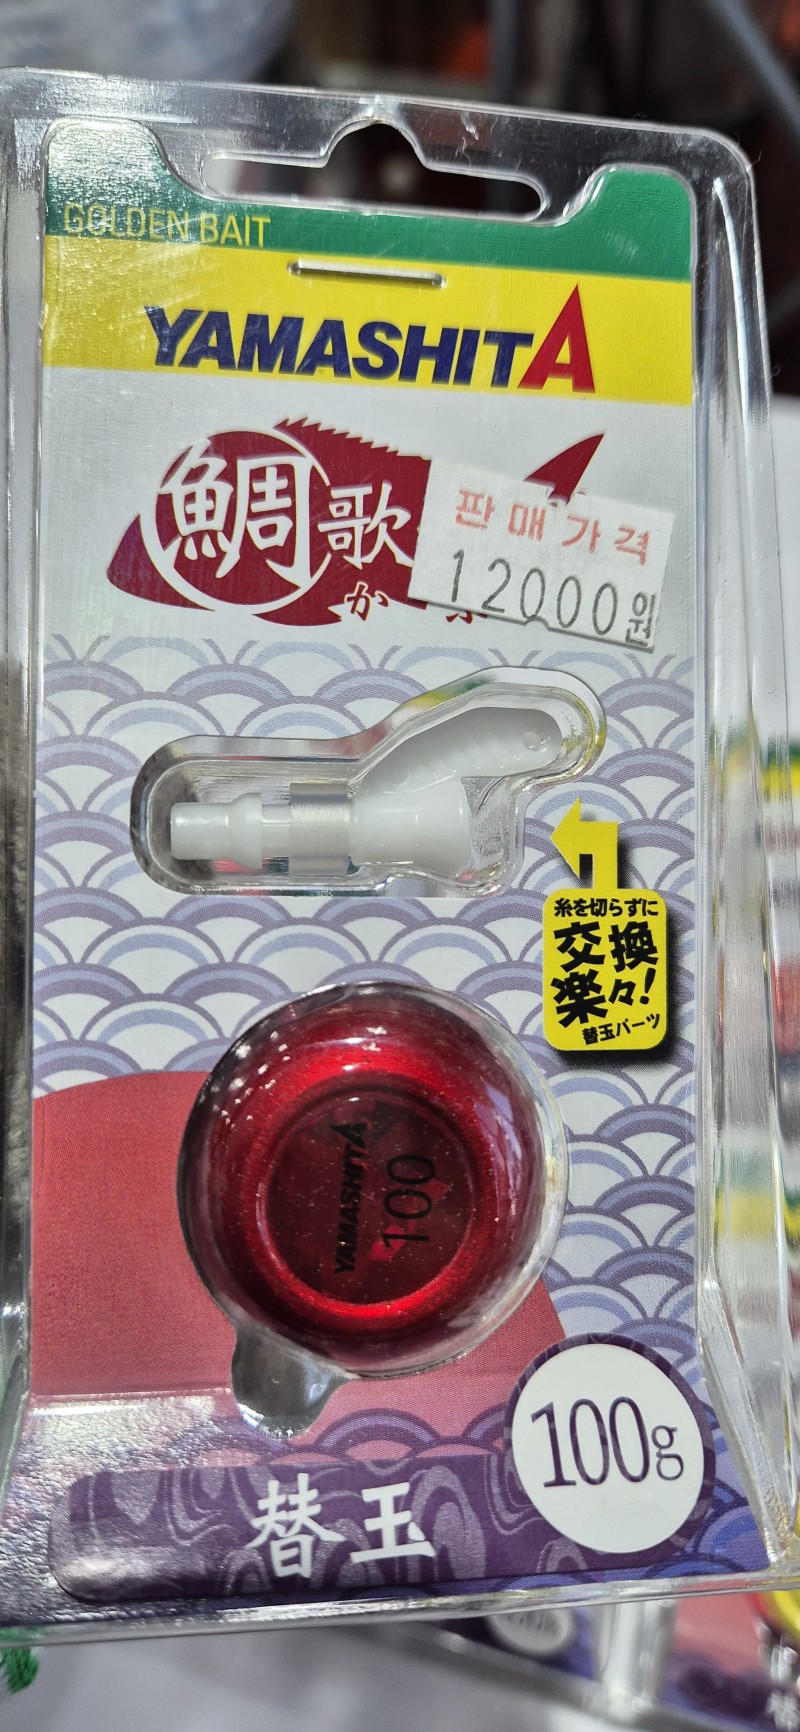 GOLDEN BAIT
YAMASHITA
鯛歌
판매가격
12000원
か
糸を切らずに
交換
楽々!
替玉パーツ
YAMASHITA
100
100g
替玉